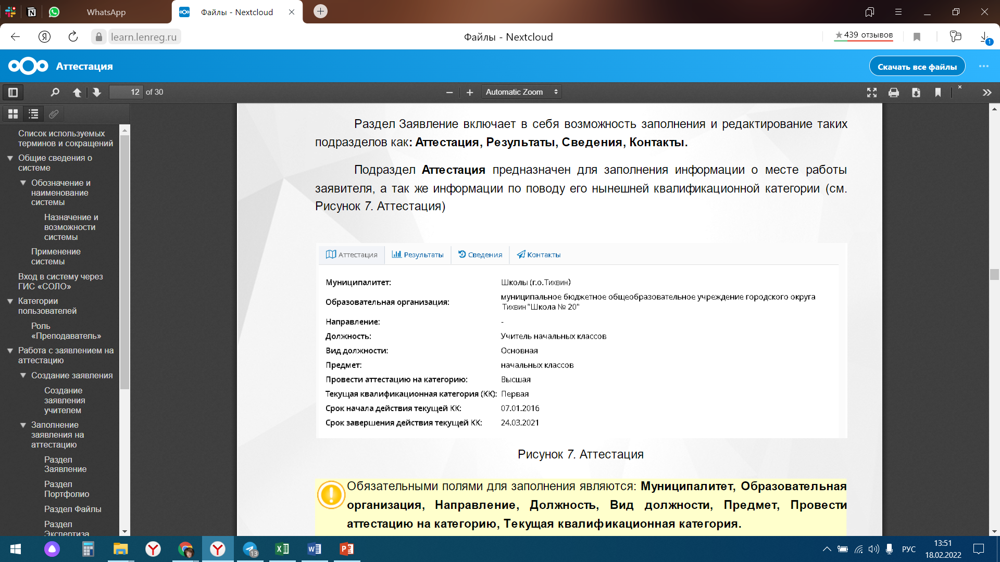 WhatsApp
Файлы - Nextcloud
learn.lenreg.ru
Файлы - Nextcloud
439 отзывов
1
Аттестация
Скачать все файлы
12 of 30
Automatic Zoom
Список используемых
терминов и сокращений
Общие сведения о
системе
Обозначение и
наименование
системы
Назначение и
возможности
системы
Применение
системы
Вход в систему через
ГИС «СОЛО»
Категории
пользователей
Роль
«Преподаватель»
Работа с заявлением на
аттестацию
Создание заявления
Создание
заявления
учителем
Заполнение
заявления на
аттестацию
Раздел
Заявление
Раздел
Портфолио
Раздел Файлы
Раздел
Экспертиза
Раздел Заявление включает в себя возможность заполнения и редактирование таких
подразделов как: Аттестация, Результаты, Сведения, Контакты.
Подраздел Аттестация предназначен для заполнения информации о месте работы
заявителя, а так же информации по поводу его нынешней квалификационной категории (см.
Рисунок 7. Аттестация)
Аттестация Результаты Сведения Контакты
Муниципалитет: Школы (г.о.Тихвин)
Образовательная организация: муниципальное бюджетное общеобразовательное учреждение городского округа
Тихвин "Школа № 20"
Направление: -
Должность: Учитель начальных классов
Вид должности: Основная
Предмет: начальных классов
Провести аттестацию на категорию: Высшая
Текущая квалификационная категория (КК): Первая
Срок начала действия текущей КК: 07.01.2016
Срок завершения действия текущей КК: 24.03.2021
Рисунок 7. Аттестация
Обязательными полями для заполнения являются: Муниципалитет, Образовательная
организация, Направление, Должность, Вид должности, Предмет, Провести
аттестацию на категорию, Текущая квалификационная категория.
13
РУС
13:51
18.02.2022